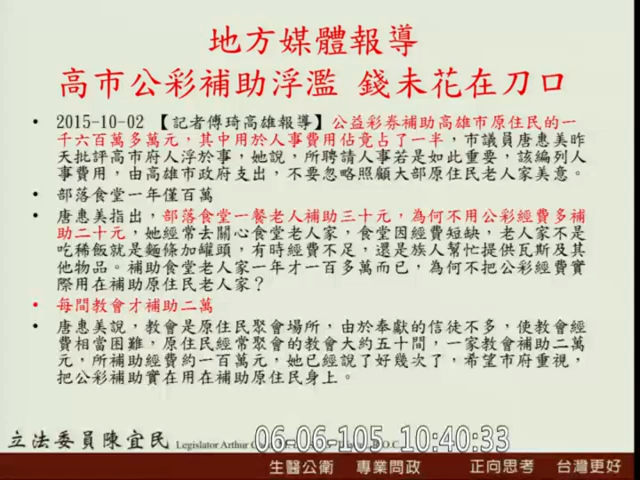 地方媒體報導
高市公彩補助浮濫 錢未花在刀口
• 2015-10-02 【記者傅琦高雄報導】公益彩券補助高雄市原住民的一
千六百萬多萬元，其中用於人事費用佔竟占了一半，市議員唐惠美昨
天批評高市府人浮於事，她說，所聘請人事若是如此重要，該編列人
事費用，由高雄市政府支出，不要忽略照顧大部原住民老人家美意。
• 部落食堂一年僅百萬
• 唐惠美指出，部落食堂一餐老人補助三十元，為何不用公彩經費多補
助二十元，她經常去關心食堂老人家，食堂因經費短缺，老人家不是
吃稀飯就是麵條加罐頭，有時經費不足，還是族人幫忙提供瓦斯及其
他物品。補助食堂老人家一年才一百多萬而已，為何不把公彩經費實
際用在補助原住民老人家？
• 每間教會才補助二萬
• 唐惠美說，教會是原住民聚會場所，由於奉獻的信徒不多，使教會經
費相當困難，原住民經常聚會的教會大約五十間，一家教會補助二萬
元，所補助經費約一百萬元，她已經說了好幾次了，希望市府重視，
把公彩補助實在用在補助原住民身上。
立法委員陳宜民 Legislator Arthur
06-06-105 10:40:33
生醫公衛 專業問政 正向思考 台灣更好